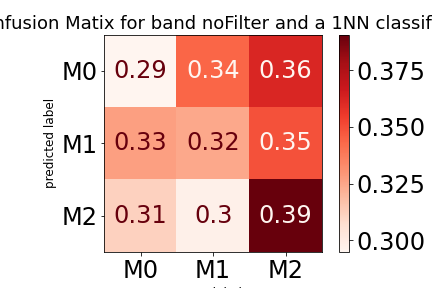 nfusion Matix for band noFilter and a 1NN classif
M0 0.29 0.34 0.36
M1 0.33 0.32 0.35
M2 0.31 0.3 0.39
M0 M1 M2
predicted label
0.375
0.350
0.325
0.300